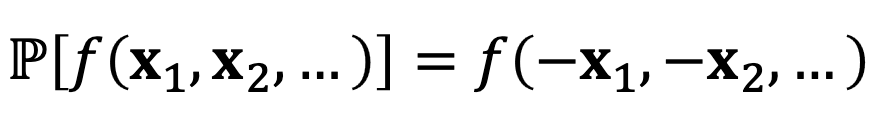 ℙ[𝑓(𝐱₁, 𝐱₂, … )] = 𝑓(−𝐱₁, −𝐱₂, … )